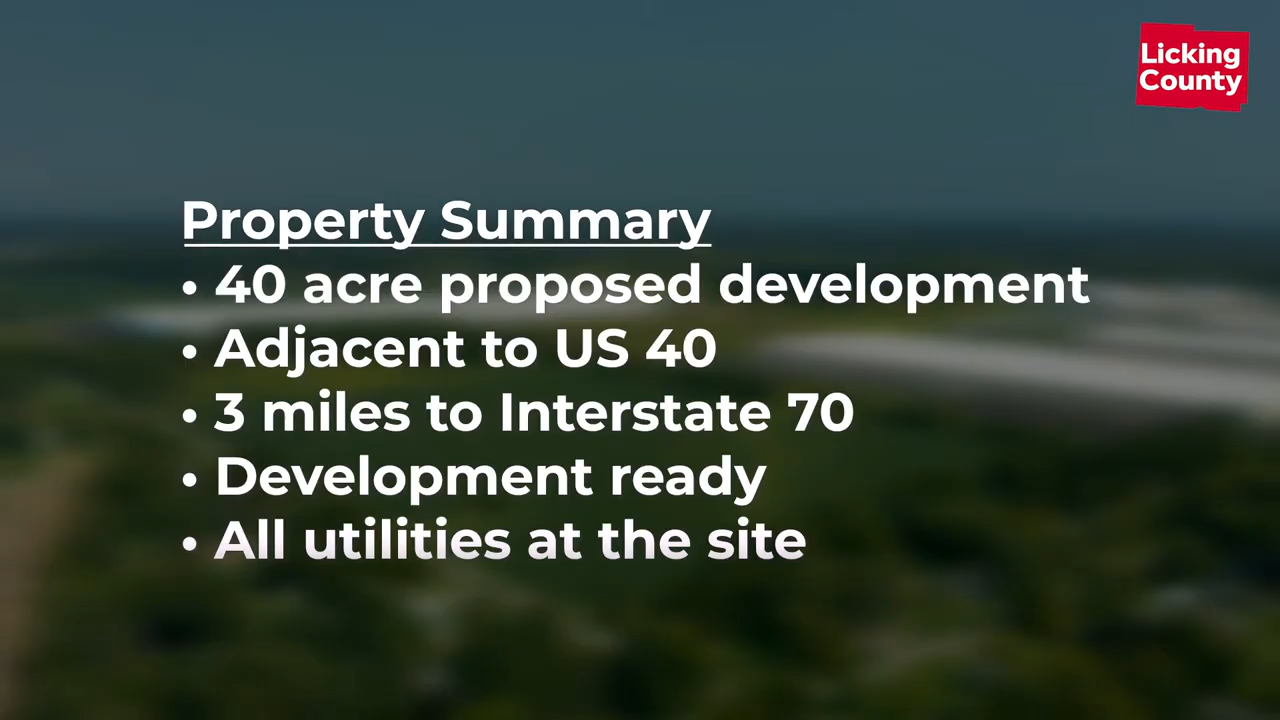 Licking
County
Property Summary
• 40 acre proposed development
• Adjacent to US 40
• 3 miles to Interstate 70
• Development ready
• All utilities at the site